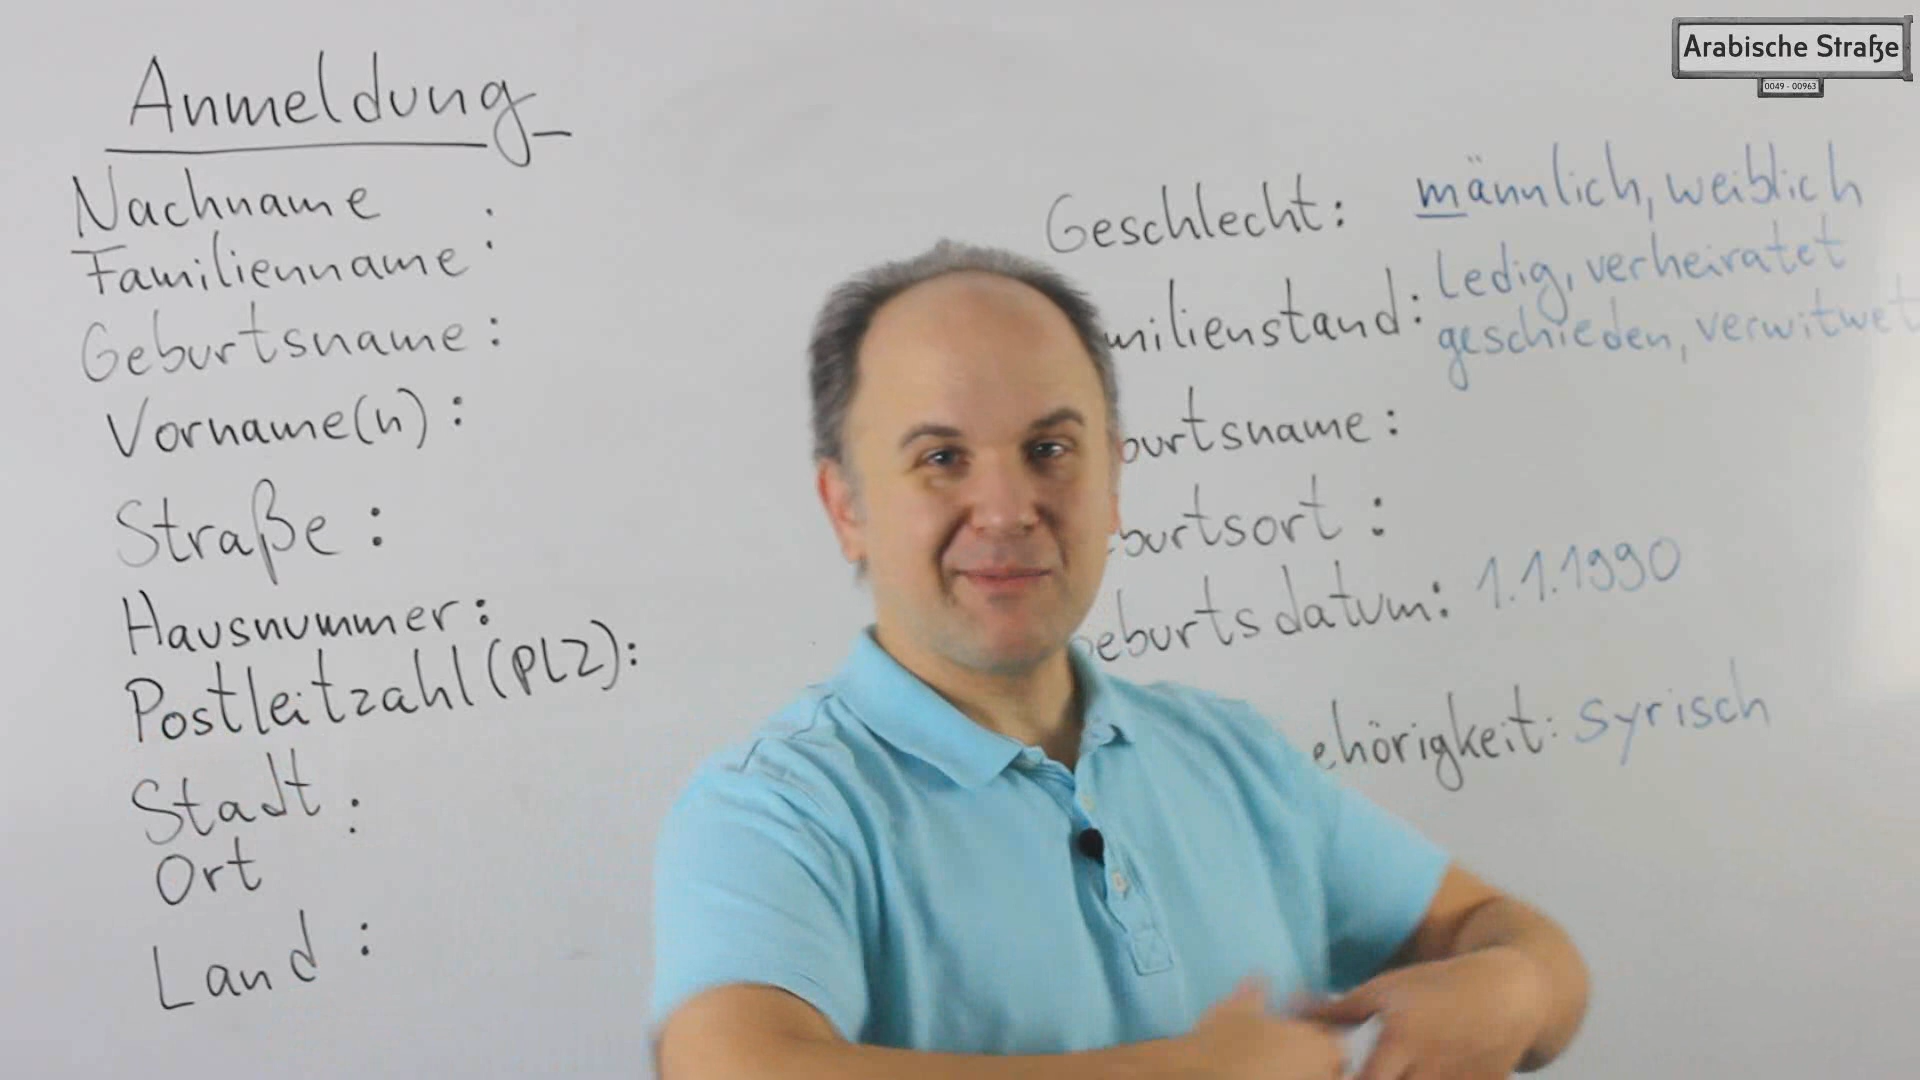 Arabische Straße
0049 - 00963
Anmeldung
Nachname :
Familienname :
Geburtsname :
Vorname(n) :
Straße :
Hausnummer :
Postleitzahl (PLZ) :
Stadt :
Ort
Land :
Geschlecht : männlich, weiblich
milienstand : Ledig, verheiratet
geschieden, verwitwet
burtsname :
burtsort :
eburtsdatum : 1.1.1990
ehörigkeit : Syrisch